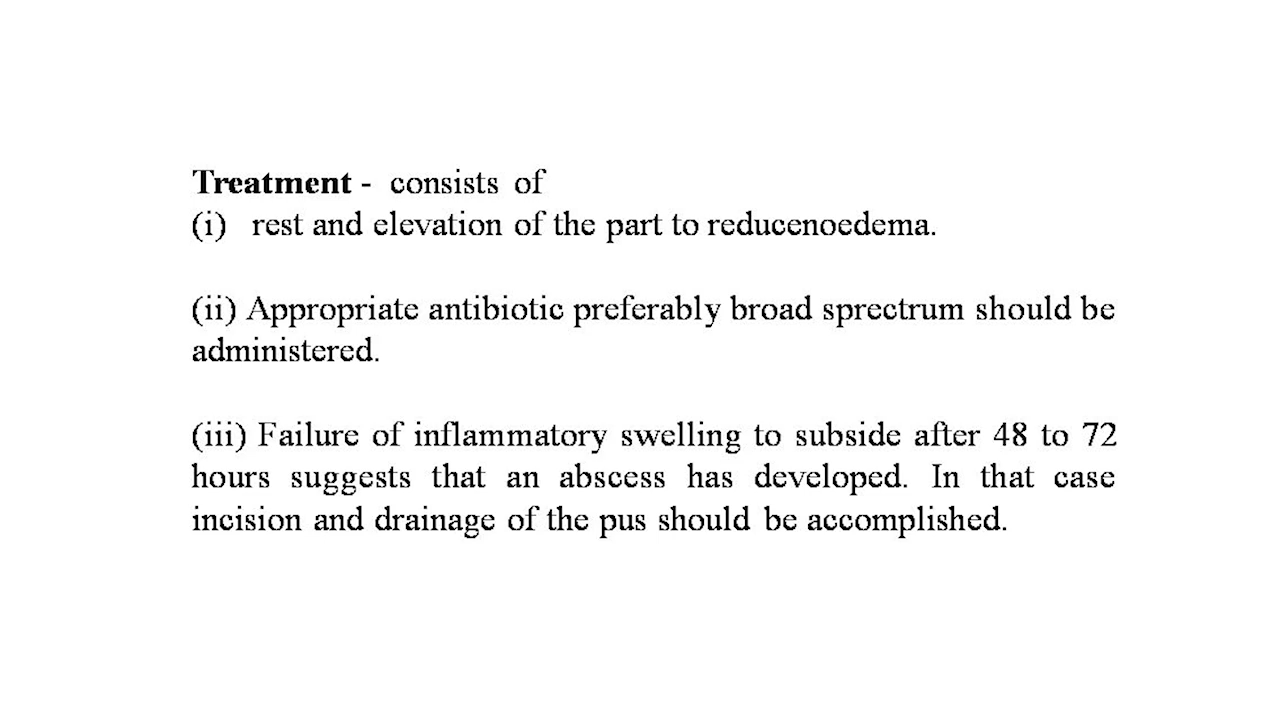 Treatment - consists of
(i) rest and elevation of the part to reducenoedema.
(ii) Appropriate antibiotic preferably broad sprectrum should be
administered.
(iii) Failure of inflammatory swelling to subside after 48 to 72
hours suggests that an abscess has developed. In that case
incision and drainage of the pus should be accomplished.